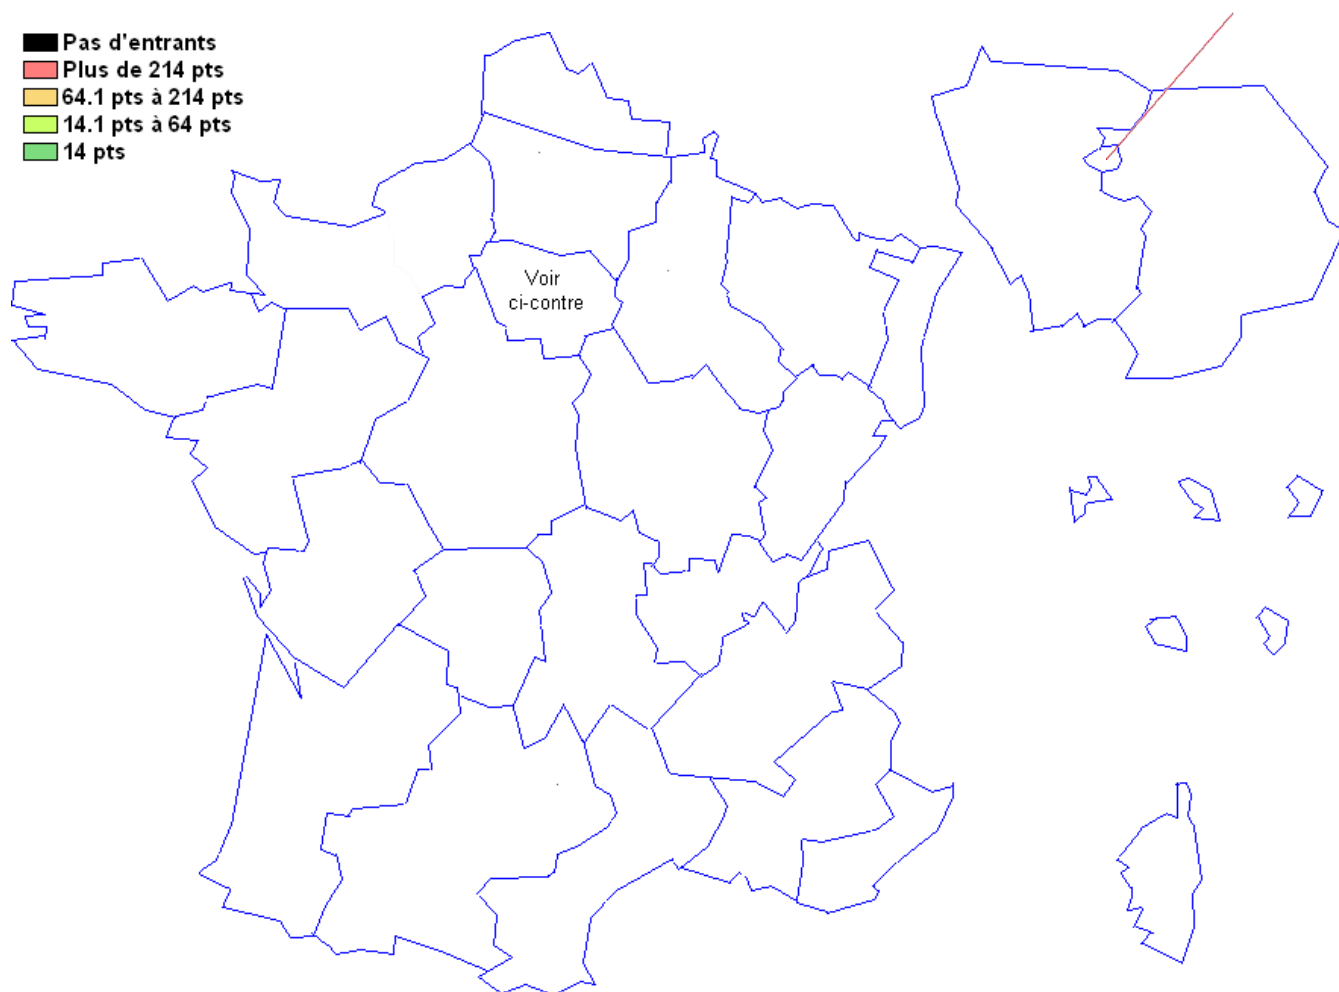 Pas d'entrants
Plus de 214 pts
64.1 pts à 214 pts
14.1 pts à 64 pts
14 pts
Voir
ci-contre